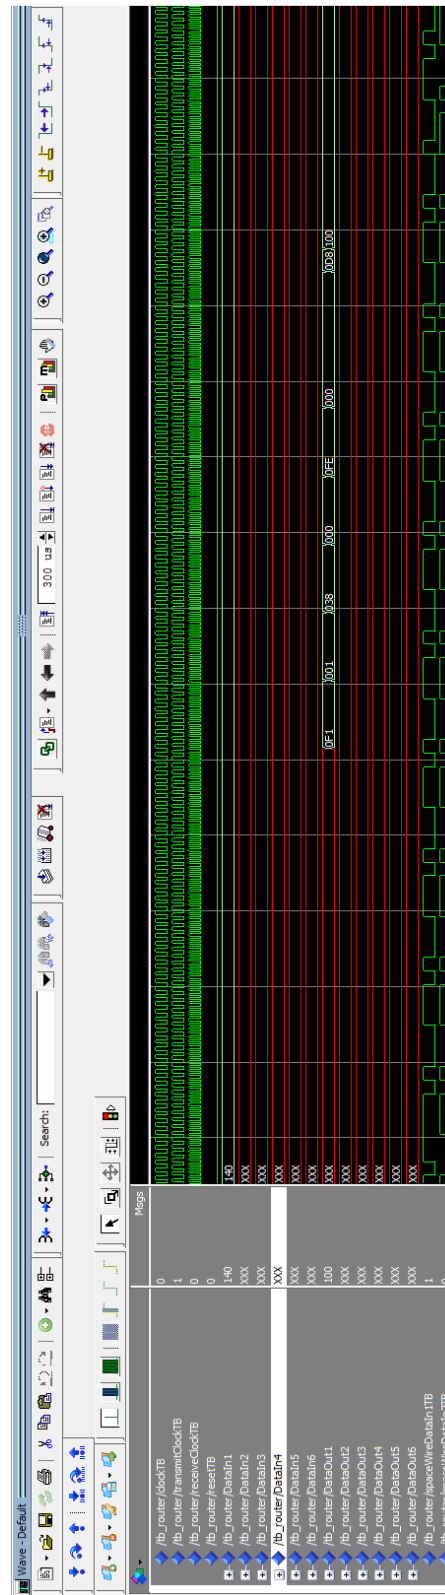 Wave - Default
Search:
300 us
Msgs
/tb_router/clockTB 0
/tb_router/transmitClockTB 1
/tb_router/receiveClockTB 0
/tb_router/resetTB 0
/tb_router/DataIn1 140 140
/tb_router/DataIn2 XXX XXX
/tb_router/DataIn3 XXX XXX
/tb_router/DataIn4 XXX XXX
/tb_router/DataIn5 XXX XXX
/tb_router/DataIn6 XXX XXX
/tb_router/DataOut1 100 XXX 0F1 001 038 000 0FE 000 0D8 100
/tb_router/DataOut2 XXX XXX
/tb_router/DataOut3 XXX XXX
/tb_router/DataOut4 XXX XXX
/tb_router/DataOut5 XXX XXX
/tb_router/DataOut6 XXX XXX
/tb_router/spaceWireDataIn1TB 1